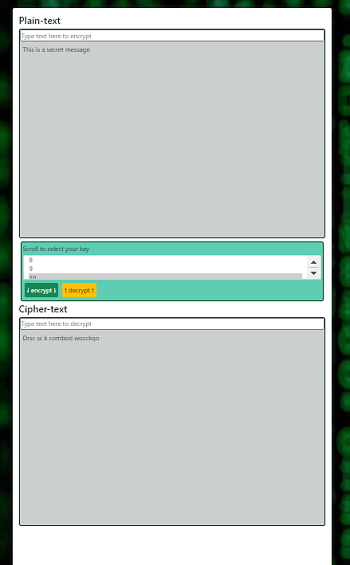 Plain-text
Type text here to encrypt
This is a secret message
Scroll to select your key
8
9
10
↓ encrypt ↓ ↑ decrypt ↑
Cipher-text
Type text here to decrypt
Drsc sc k combod wocckqo